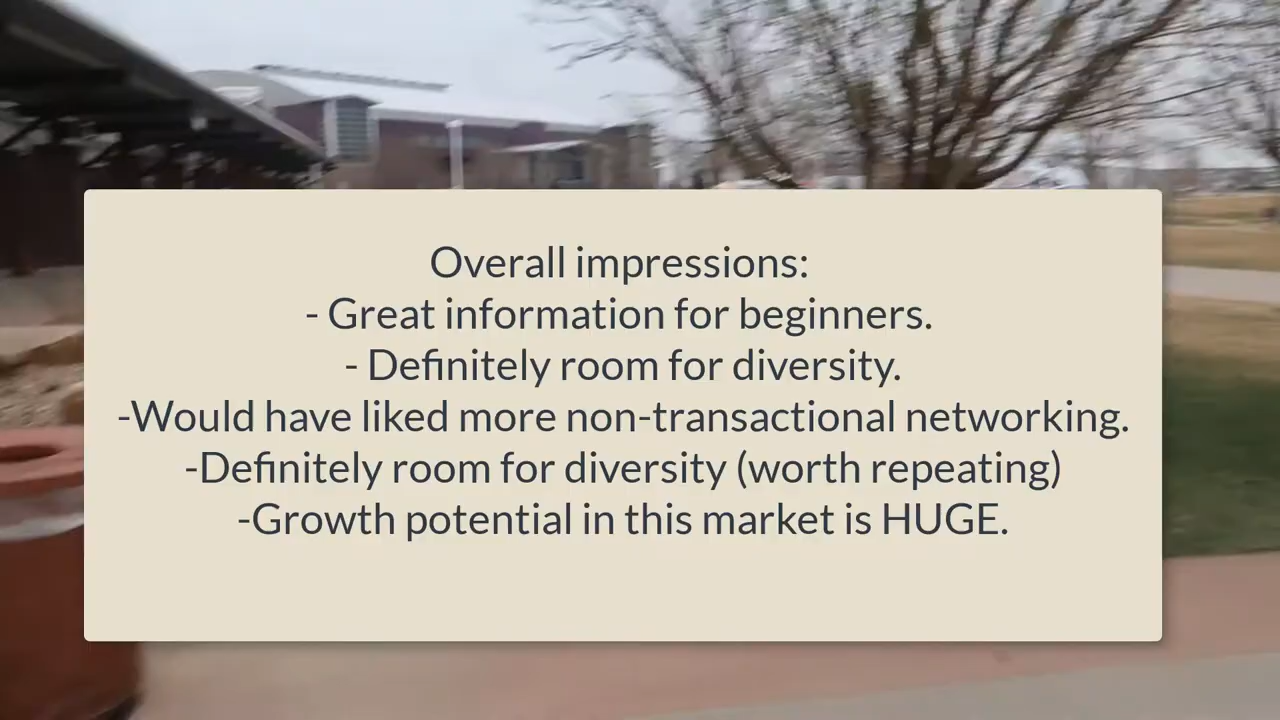 Overall impressions:
- Great information for beginners.
- Definitely room for diversity.
-Would have liked more non-transactional networking.
-Definitely room for diversity (worth repeating)
-Growth potential in this market is HUGE.